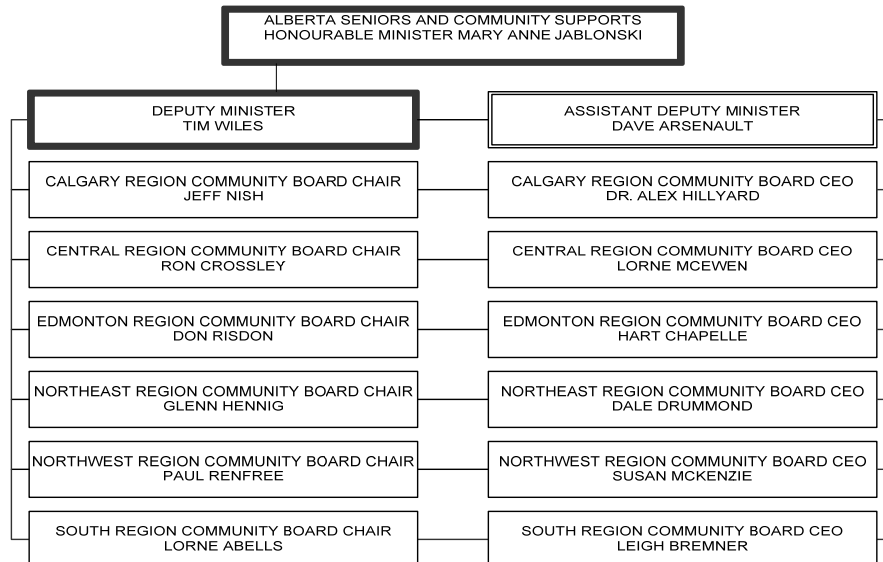 ALBERTA SENIORS AND COMMUNITY SUPPORTS
HONOURABLE MINISTER MARY ANNE JABLONSKI
DEPUTY MINISTER
TIM WILES
ASSISTANT DEPUTY MINISTER
DAVE ARSENAULT
CALGARY REGION COMMUNITY BOARD CHAIR
JEFF NISH
CALGARY REGION COMMUNITY BOARD CEO
DR. ALEX HILLYARD
CENTRAL REGION COMMUNITY BOARD CHAIR
RON CROSSLEY
CENTRAL REGION COMMUNITY BOARD CEO
LORNE MCEWEN
EDMONTON REGION COMMUNITY BOARD CHAIR
DON RISDON
EDMONTON REGION COMMUNITY BOARD CEO
HART CHAPELLE
NORTHEAST REGION COMMUNITY BOARD CHAIR
GLENN HENNIG
NORTHEAST REGION COMMUNITY BOARD CEO
DALE DRUMMOND
NORTHWEST REGION COMMUNITY BOARD CHAIR
PAUL RENFREE
NORTHWEST REGION COMMUNITY BOARD CEO
SUSAN MCKENZIE
SOUTH REGION COMMUNITY BOARD CHAIR
LORNE ABELLS
SOUTH REGION COMMUNITY BOARD CEO
LEIGH BREMNER